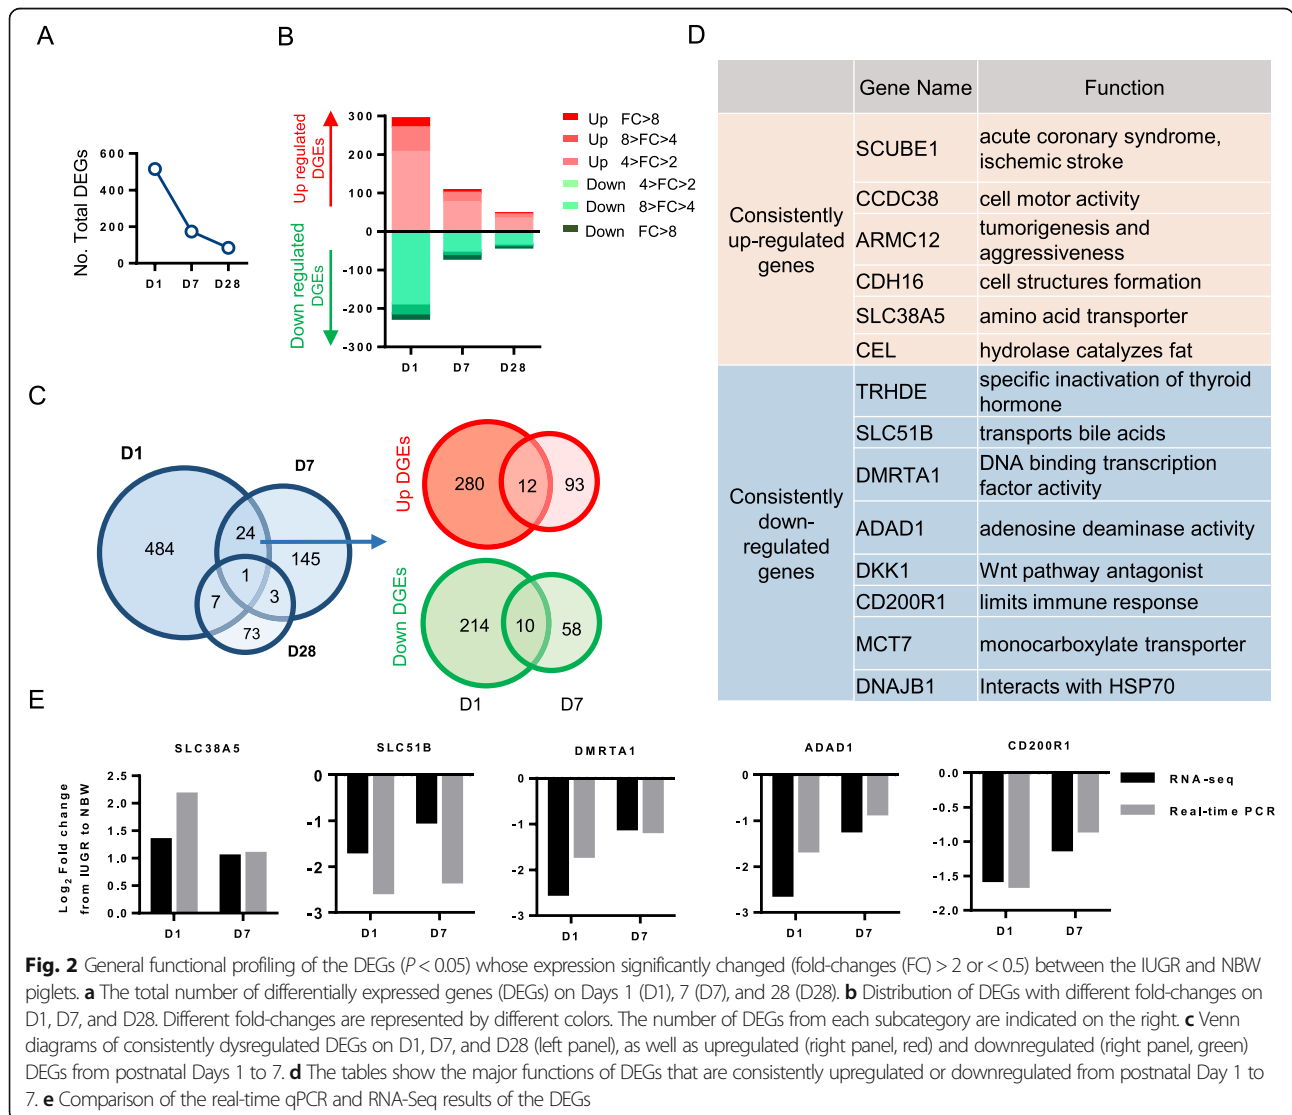 A
No. Total DEGs
600
400
200
0
D1
D7
D28
B
Up regulated
DGEs
Down regulated
DGEs
300
200
100
0
-100
-200
-300
D1
D7
D28
Up FC>8
Up 8>FC>4
Up 4>FC>2
Down 4>FC>2
Down 8>FC>4
Down FC>8
C
D1
D7
D28
484
24
145
1
7
3
73
Up DGEs
280
12
93
Down DGEs
214
10
58
D1
D7
D
Gene Name
Function
Consistently
up-regulated
genes
SCUBE1
acute coronary syndrome,
ischemic stroke
CCDC38
cell motor activity
ARMC12
tumorigenesis and
aggressiveness
CDH16
cell structures formation
SLC38A5
amino acid transporter
CEL
hydrolase catalyzes fat
Consistently
down-
regulated
genes
TRHDE
specific inactivation of thyroid
hormone
SLC51B
transports bile acids
DMRTA1
DNA binding transcription
factor activity
ADAD1
adenosine deaminase activity
DKK1
Wnt pathway antagonist
CD200R1
limits immune response
MCT7
monocarboxylate transporter
DNAJB1
Interacts with HSP70
E
Log2 Fold change
from IUGR to NBW
SLC38A5
2.5
2.0
1.5
1.0
0.5
0.0
D1
D7
SLC51B
0
-1
-2
-3
D1
D7
DMRTA1
0
-1
-2
-3
D1
D7
ADAD1
0
-1
-2
-3
D1
D7
CD200R1
0.0
-0.5
-1.0
-1.5
-2.0
D1
D7
RNA-seq
Real-time PCR
Fig. 2 General functional profiling of the DEGs (P < 0.05) whose expression significantly changed (fold-changes (FC) > 2 or < 0.5) between the IUGR and NBW
piglets. a The total number of differentially expressed genes (DEGs) on Days 1 (D1), 7 (D7), and 28 (D28). b Distribution of DEGs with different fold-changes on
D1, D7, and D28. Different fold-changes are represented by different colors. The number of DEGs from each subcategory are indicated on the right. c Venn
diagrams of consistently dysregulated DEGs on D1, D7, and D28 (left panel), as well as upregulated (right panel, red) and downregulated (right panel, green)
DEGs from postnatal Days 1 to 7. d The tables show the major functions of DEGs that are consistently upregulated or downregulated from postnatal Day 1 to
7. e Comparison of the real-time qPCR and RNA-Seq results of the DEGs